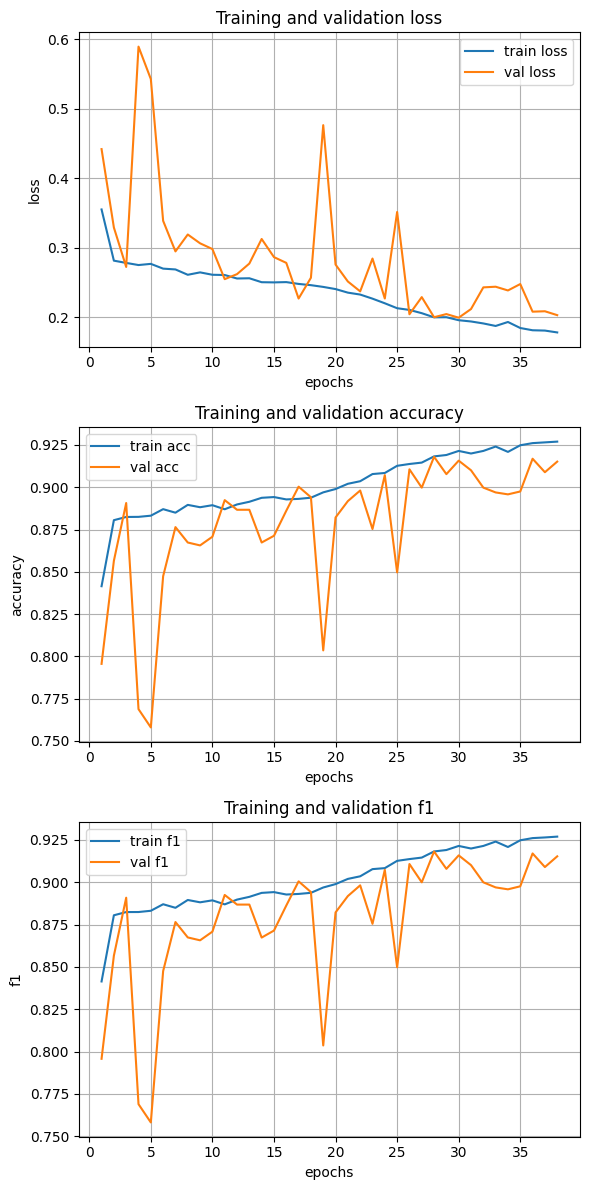 Training and validation loss
0.6
0.5
0.4
0.3
0.2
loss
train loss
val loss
0 5 10 15 20 25 30 35
epochs
Training and validation accuracy
0.925
0.900
0.875
0.850
0.825
0.800
0.775
0.750
accuracy
train acc
val acc
0 5 10 15 20 25 30 35
epochs
Training and validation f1
0.925
0.900
0.875
0.850
0.825
0.800
0.775
0.750
f1
train f1
val f1
0 5 10 15 20 25 30 35
epochs